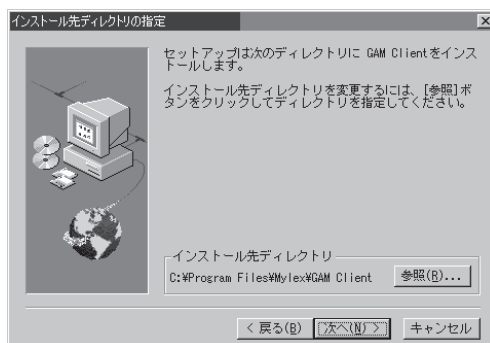 インストール先ディレクトリの指定
セットアップは次のディレクトリに GAM Clientをインス
トールします。
インストール先ディレクトリを変更するには、[参照]ボ
タンをクリックしてディレクトリを指定してください。
インストール先ディレクトリ
C:¥Program Files¥Mylex¥GAM Client
参照(R)...
< 戻る(B)
次へ(N) >
キャンセル